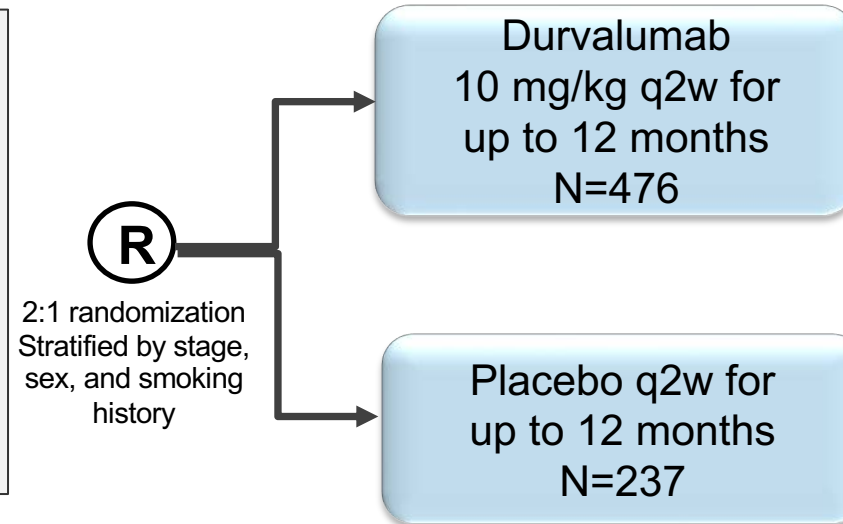 Durvalumab
10 mg/kg q2w for
up to 12 months
N=476
R
2:1 randomization
Stratified by stage,
sex, and smoking
history
Placebo q2w for
up to 12 months
N=237